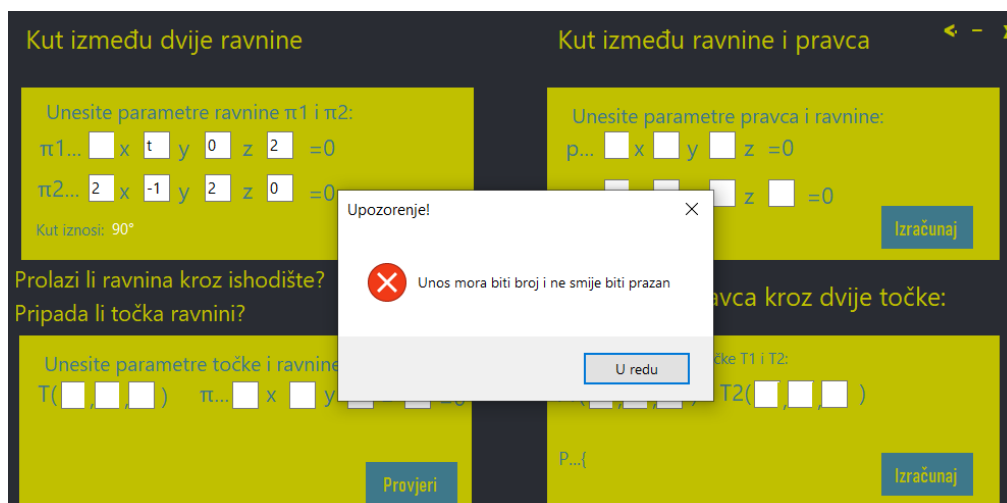 Kut između dvije ravnine
Unesite parametre ravnine π1 i π2:
π1... x t y 0 z 2 =0
π2... 2 x -1 y 2 z 0 =0
Kut iznosi: 90°
Kut između ravnine i pravca
Unesite parametre pravca i ravnine:
p... x y z =0
z =0
Izračunaj
Upozorenje!
Unos mora biti broj i ne smije biti prazan
U redu
Prolazi li ravnina kroz ishodište?
Pripada li točka ravnini?
Unesite parametre točke i ravnine
T( , , ) π... x y =0
Provjeri
kroz dvije točke:
T1 i T2:
T2( , , )
P...{
Izračunaj